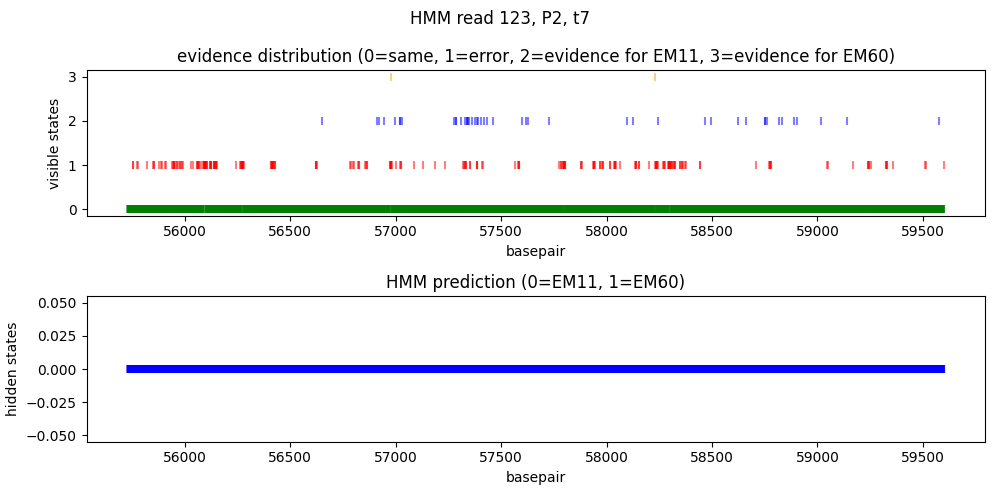 HMM read 123, P2, t7
evidence distribution (0=same, 1=error, 2=evidence for EM11, 3=evidence for EM60)
visible states
3
2
1
0
56000 56500 57000 57500 58000 58500 59000 59500
basepair
HMM prediction (0=EM11, 1=EM60)
hidden states
0.050
0.025
0.000
−0.025
−0.050
56000 56500 57000 57500 58000 58500 59000 59500
basepair